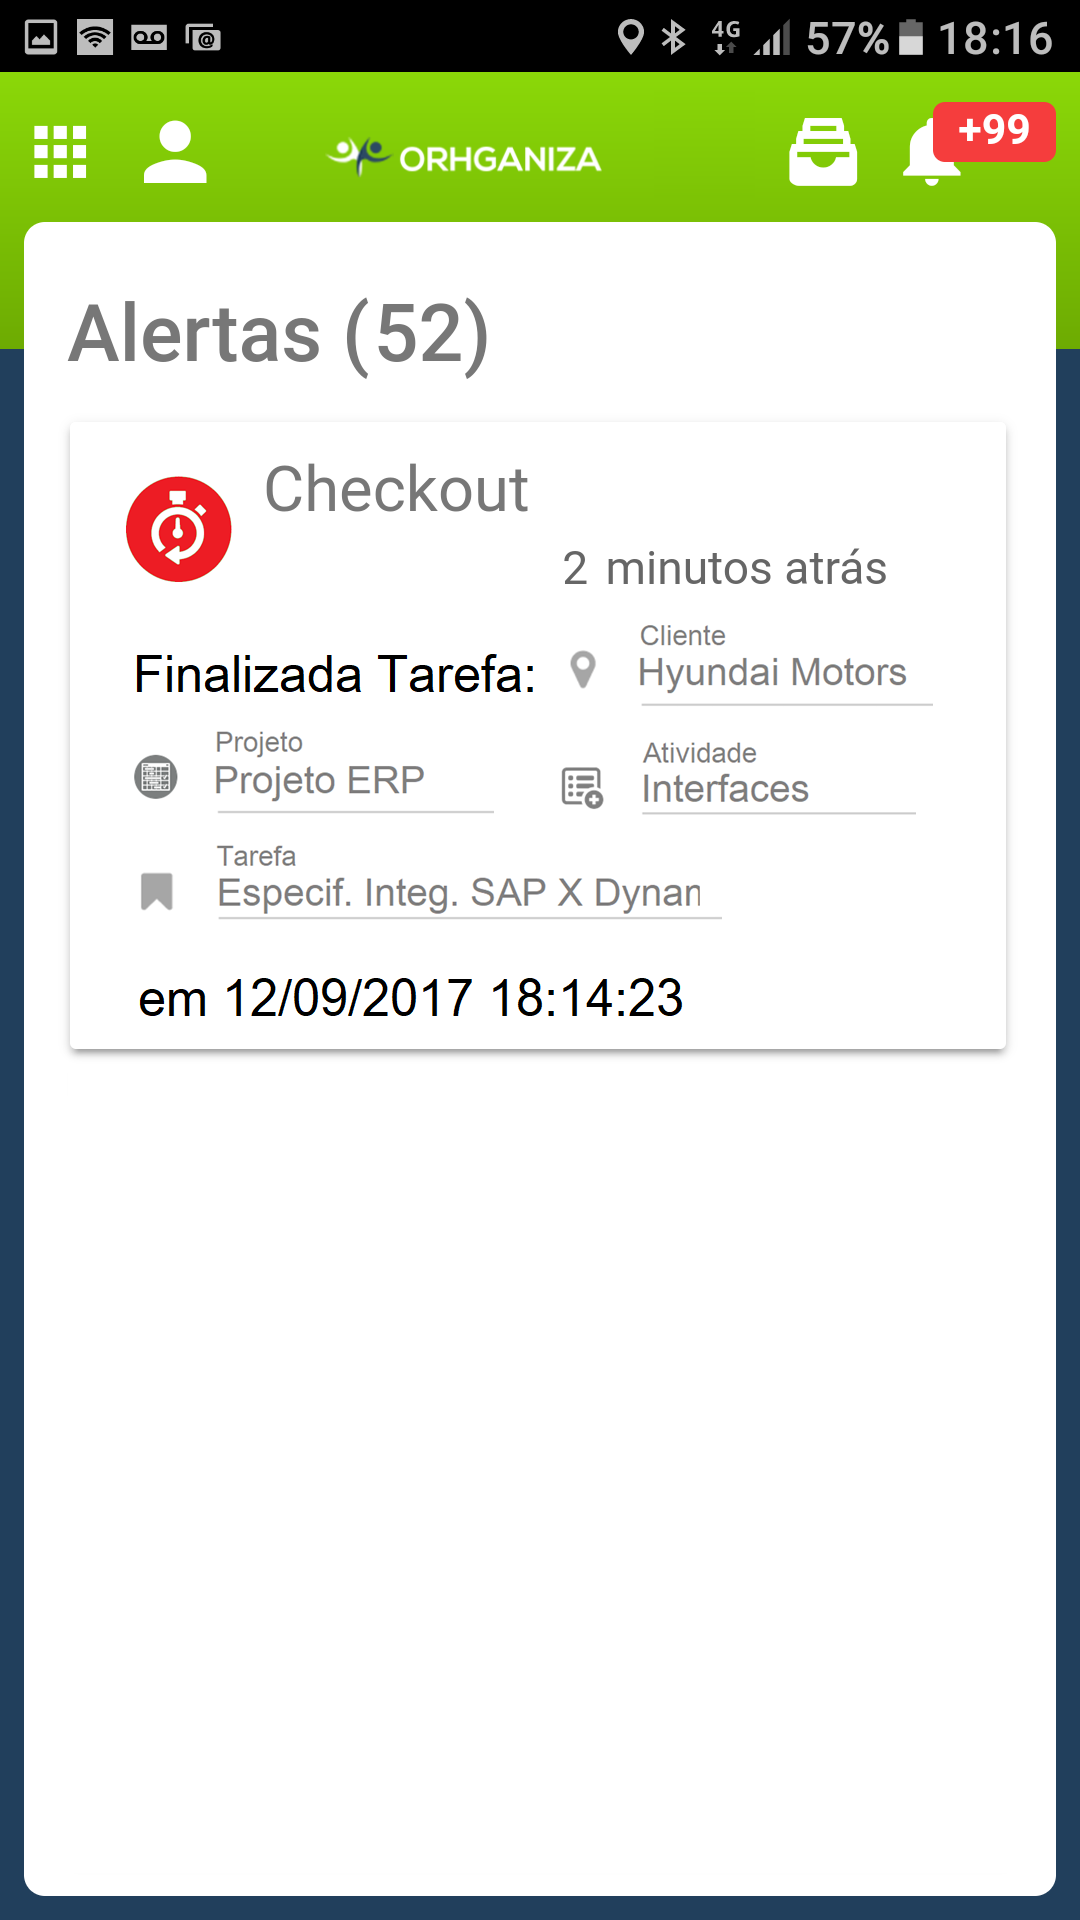 4G 57% 18:16
ORHGANIZA
+99
Alertas (52)
Checkout
2 minutos atrás
Finalizada Tarefa:
Cliente
Hyundai Motors
Projeto
Projeto ERP
Atividade
Interfaces
Tarefa
Especif. Integ. SAP X Dynan
em 12/09/2017 18:14:23